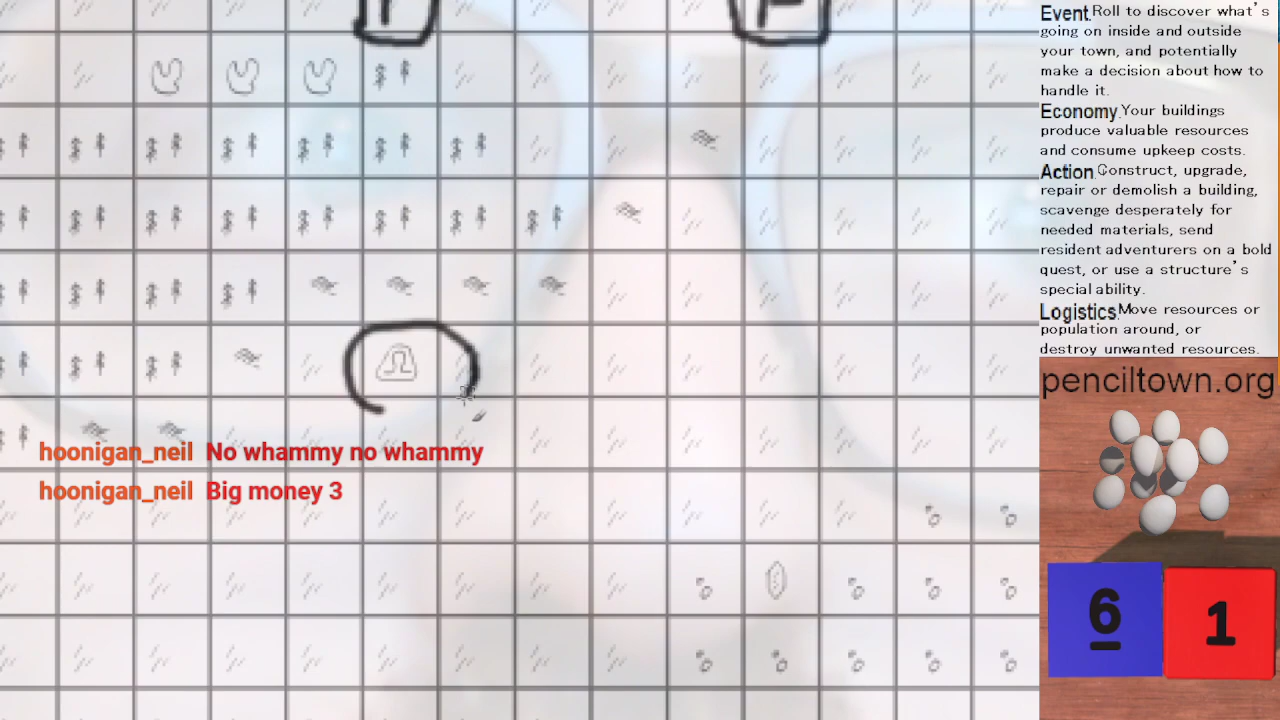 Event.Roll to discover what's
going on inside and outside
your town, and potentially
make a decision about how to
handle it.
Economy.Your buildings
produce valuable resources
and consume upkeep costs.
Action.Construct, upgrade,
repair or demolish a building,
scavenge desperately for
needed materials, send
resident adventurers on a bold
quest, or use a structure's
special ability.
Logistics.Move resources or
population around, or
destroy unwanted resources.
penciltown.org
hoonigan_neil No whammy no whammy
hoonigan_neil Big money 3
6 1